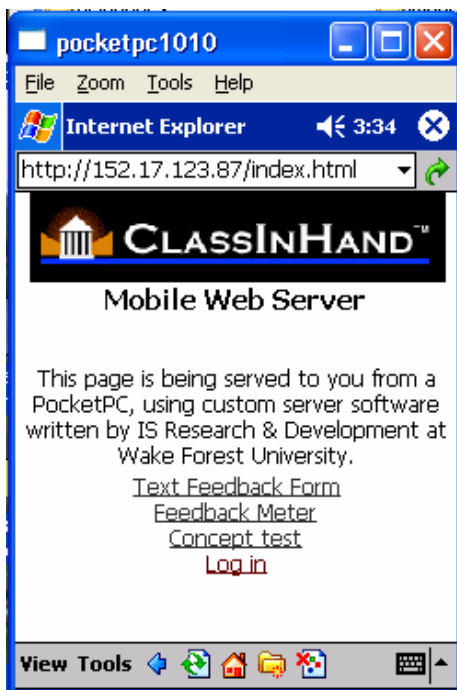 pocketpc1010
File Zoom Tools Help
Internet Explorer 3:34
http://152.17.123.87/index.html
CLASSINHAND™
Mobile Web Server
This page is being served to you from a
PocketPC, using custom server software
written by IS Research & Development at
Wake Forest University.
Text Feedback Form
Feedback Meter
Concept test
Log in
View Tools